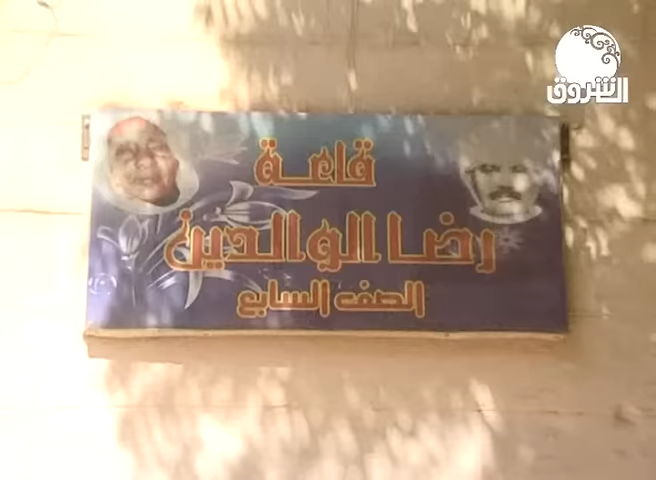 الشروق
قاعة
رضا الوالدين
الصف السابع